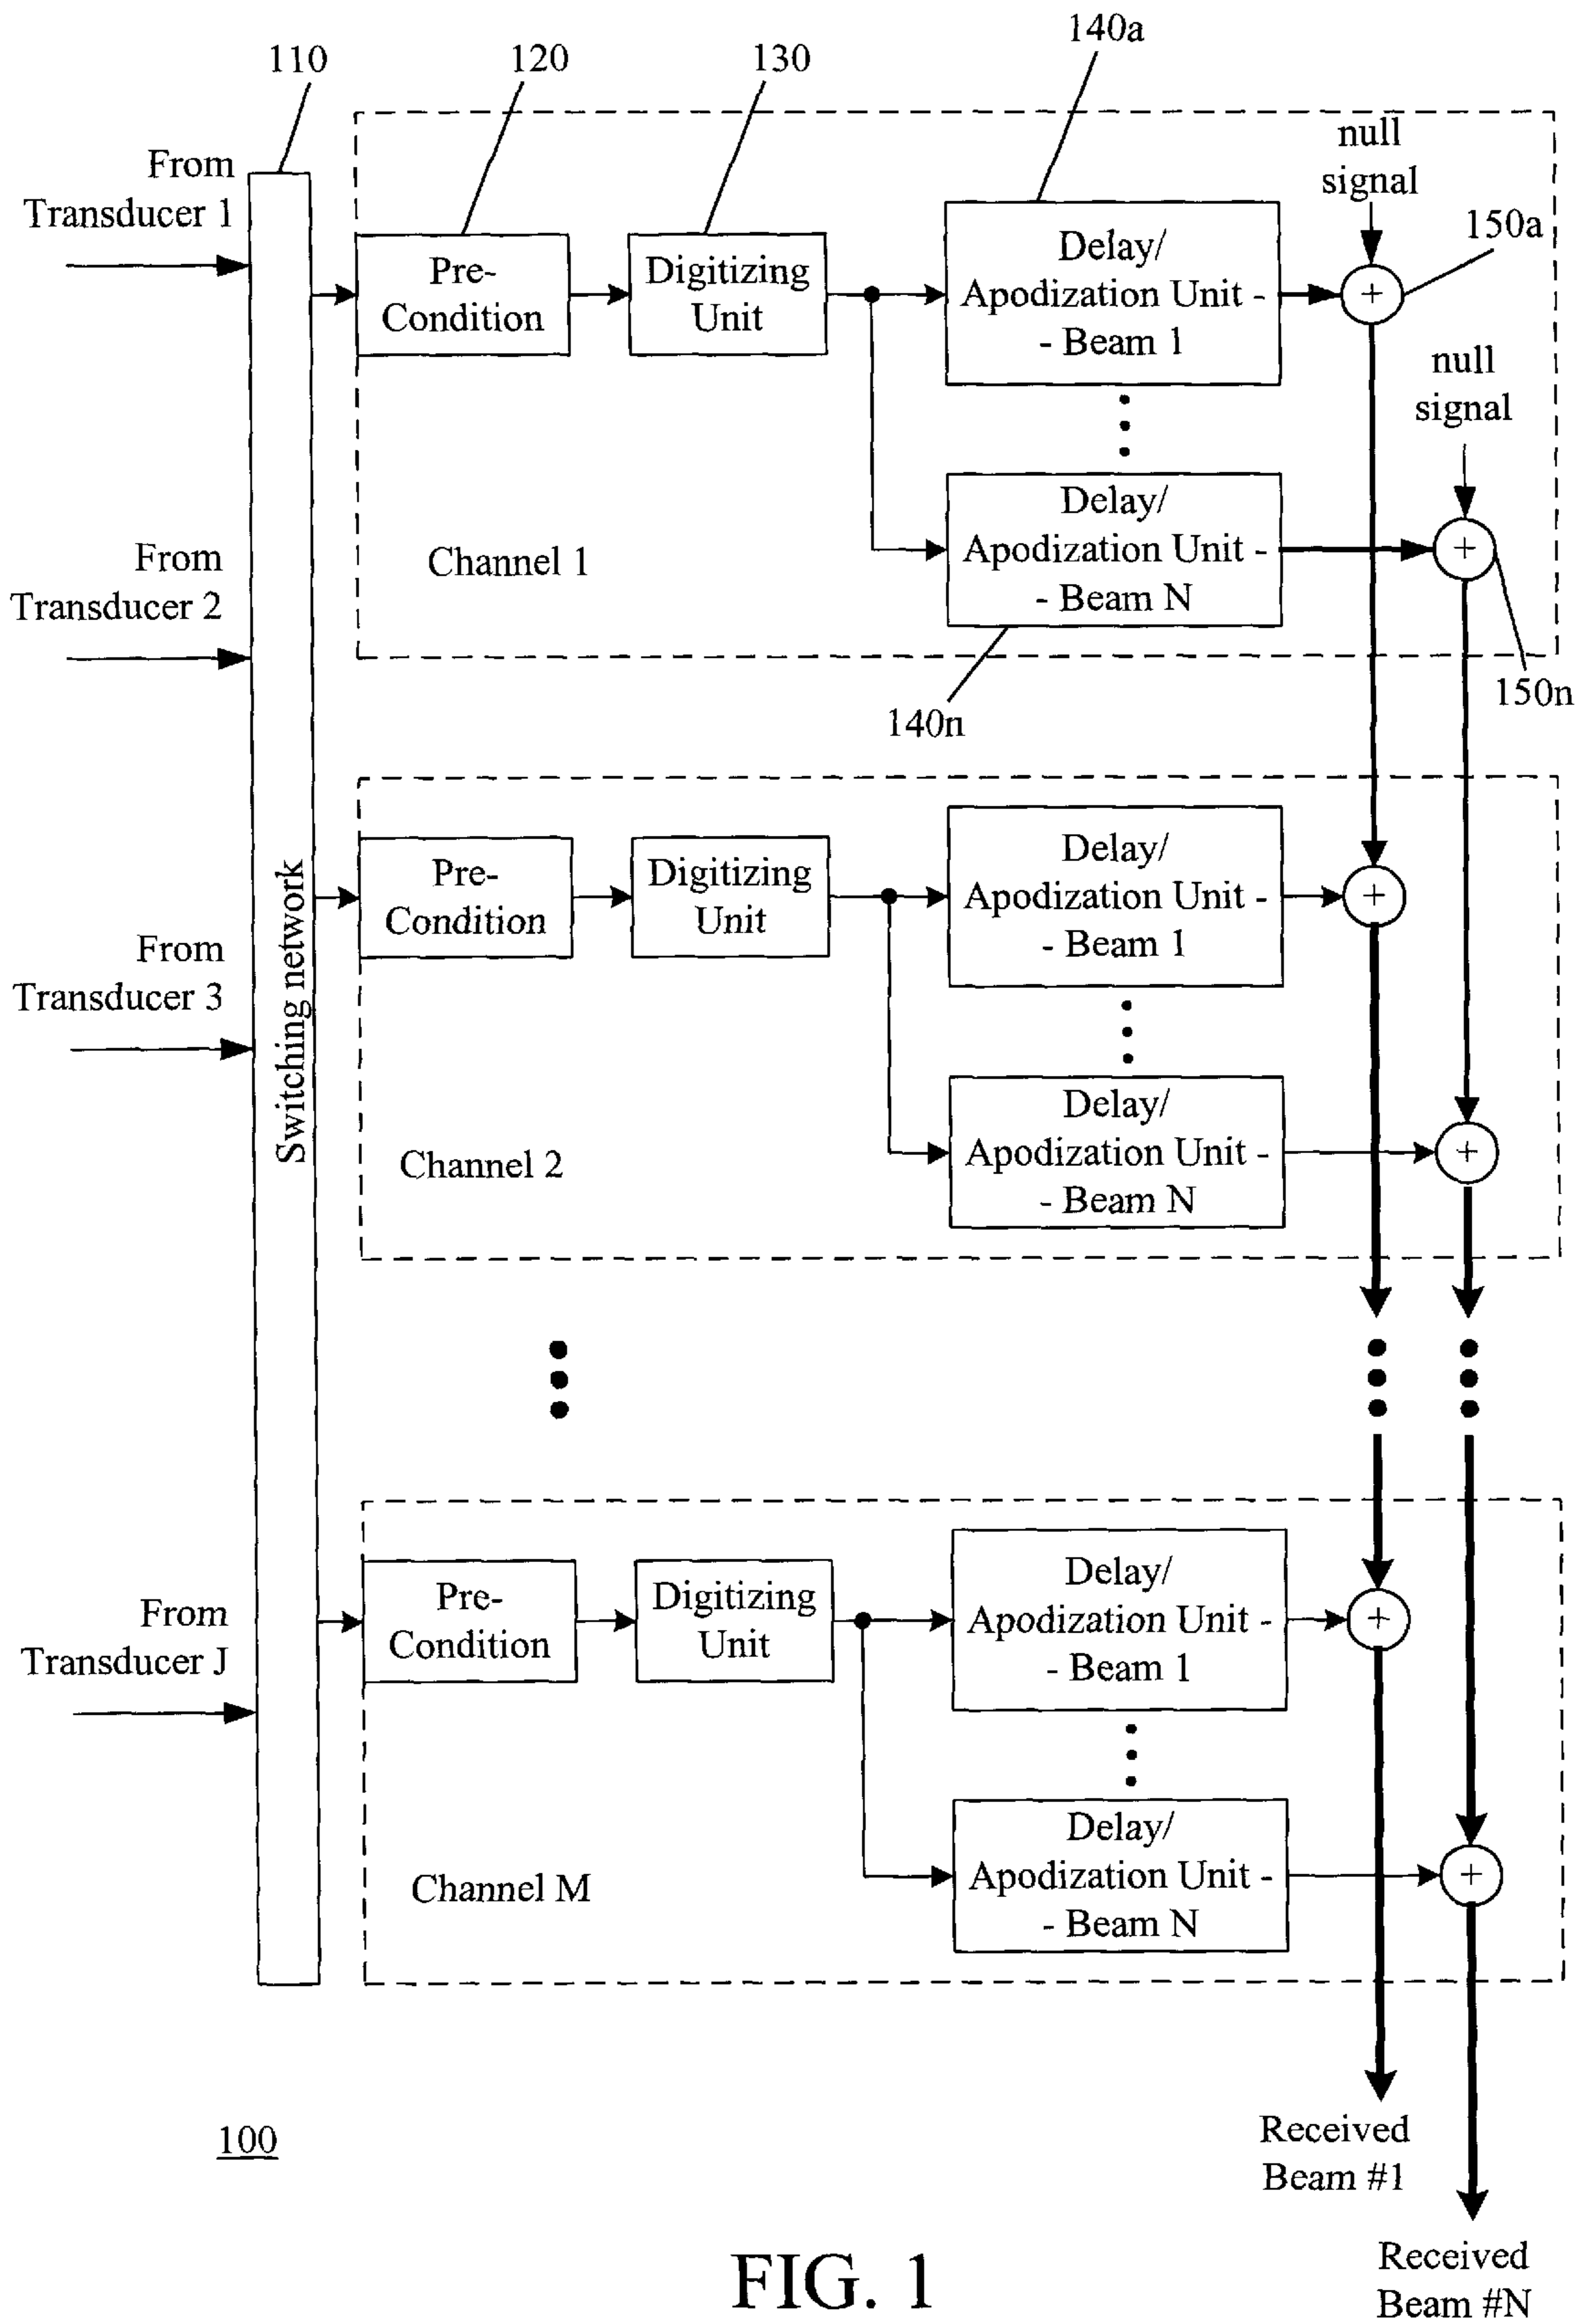 110
120
130
140a
From
Transducer 1
null
signal
150a
Pre-
Condition
Digitizing
Unit
Delay/
Apodization Unit -
- Beam 1
+
null
signal
From
Transducer 2
Channel 1
Delay/
Apodization Unit -
- Beam N
+
140n
150n
Switching network
From
Transducer 3
Pre-
Condition
Digitizing
Unit
Delay/
Apodization Unit -
- Beam 1
+
Channel 2
Delay/
Apodization Unit -
- Beam N
+
From
Transducer J
Pre-
Condition
Digitizing
Unit
Delay/
Apodization Unit -
- Beam 1
+
Channel M
Delay/
Apodization Unit -
- Beam N
+
100
Received
Beam #1
Received
Beam #N
FIG. 1